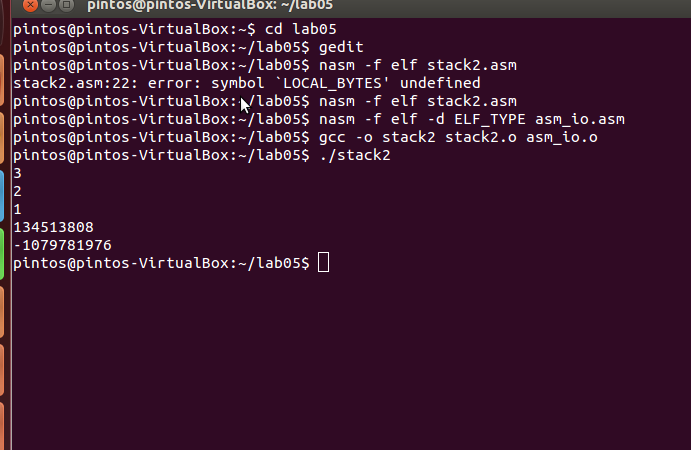 pintos@pintos-VirtualBox: ~/lab05
pintos@pintos-VirtualBox:~$ cd lab05
pintos@pintos-VirtualBox:~/lab05$ gedit
pintos@pintos-VirtualBox:~/lab05$ nasm -f elf stack2.asm
stack2.asm:22: error: symbol `LOCAL_BYTES' undefined
pintos@pintos-VirtualBox:~/lab05$ nasm -f elf stack2.asm
pintos@pintos-VirtualBox:~/lab05$ nasm -f elf -d ELF_TYPE asm_io.asm
pintos@pintos-VirtualBox:~/lab05$ gcc -o stack2 stack2.o asm_io.o
pintos@pintos-VirtualBox:~/lab05$ ./stack2
3
2
1
134513808
-1079781976
pintos@pintos-VirtualBox:~/lab05$